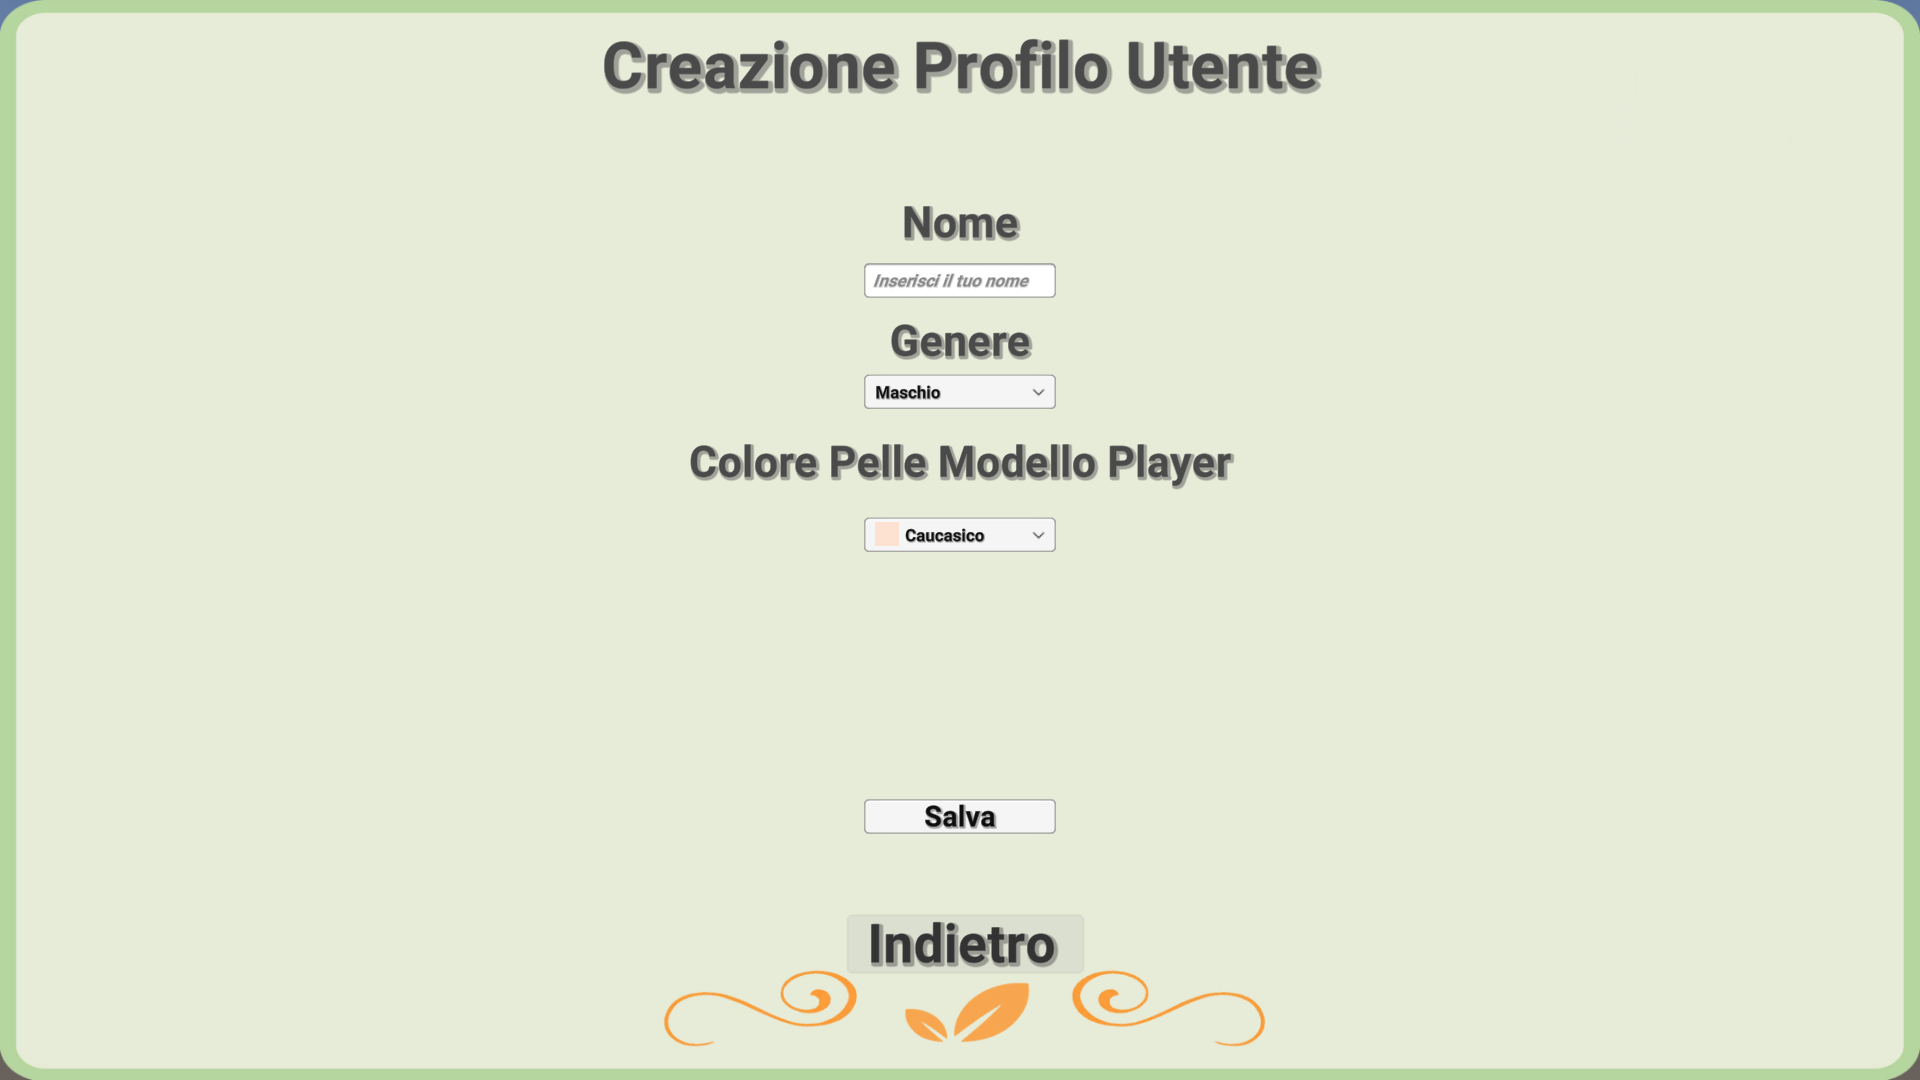 Creazione Profilo Utente
Nome
Inserisci il tuo nome
Genere
Maschio
Colore Pelle Modello Player
Caucasico
Salva
Indietro